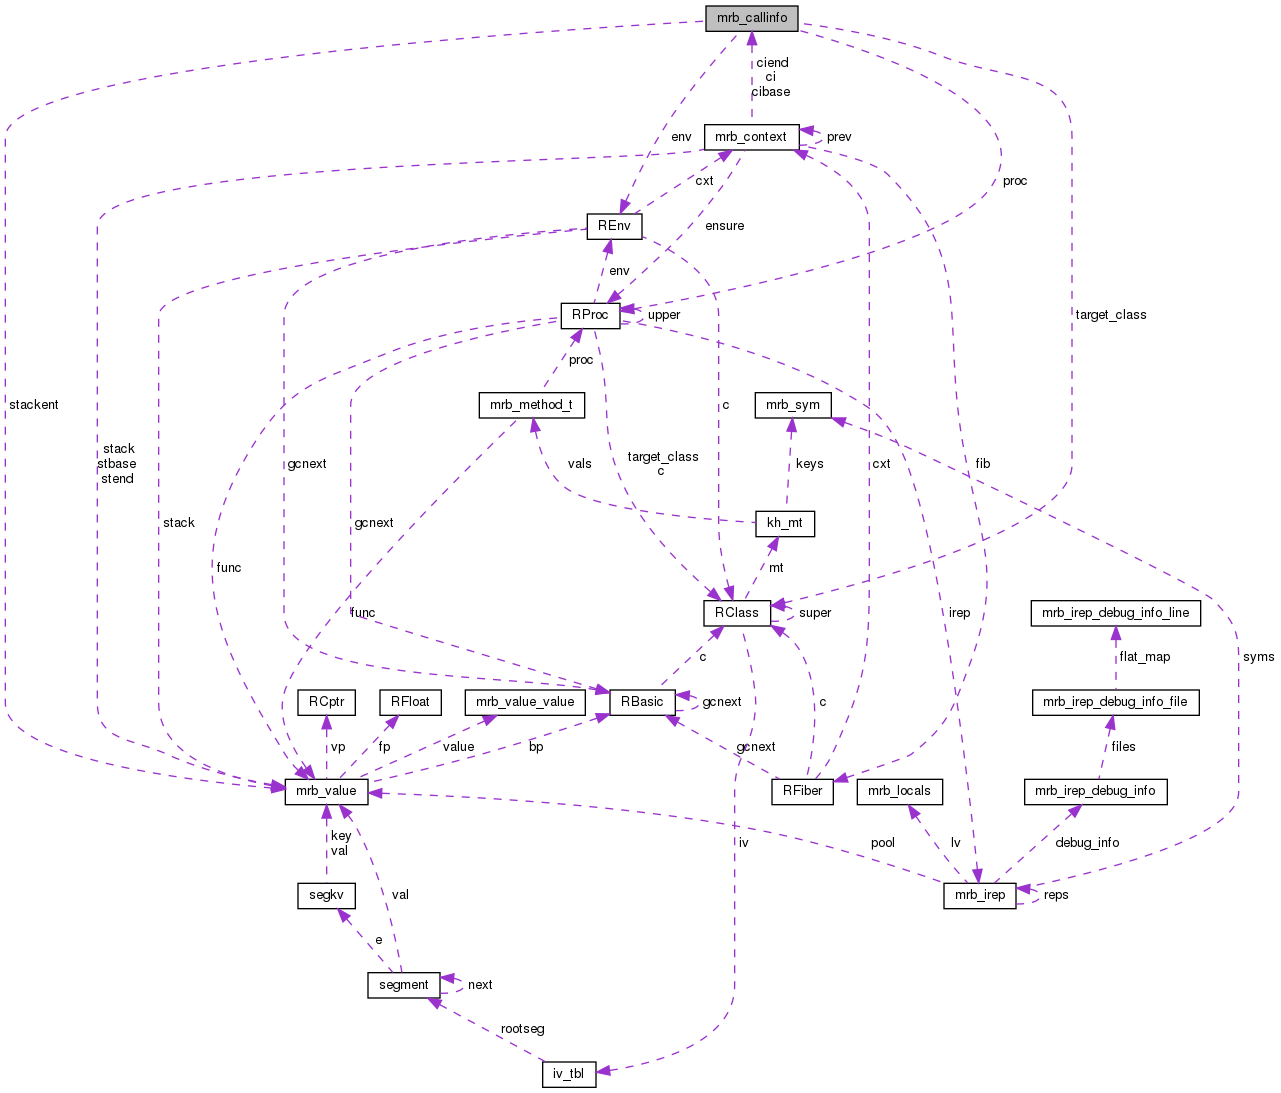 mrb_callinfo
ciend
ci
cibase
env
mrb_context
prev
cxt
proc
REnv
ensure
env
target_class
RProc
upper
proc
stackent
mrb_method_t
mrb_sym
c
stack
stbase
stend
gcnext
vals
target_class
c
keys
cxt
fib
stack
gcnext
kh_mt
func
mt
func
RClass
super
irep
mrb_irep_debug_info_line
c
flat_map
syms
RCptr
RFloat
mrb_value_value
RBasic
gcnext
c
mrb_irep_debug_info_file
vp
fp
value
bp
gcnext
files
mrb_value
RFiber
mrb_locals
mrb_irep_debug_info
key
val
iv
pool
lv
debug_info
segkv
val
mrb_irep
reps
e
segment
next
rootseg
iv_tbl